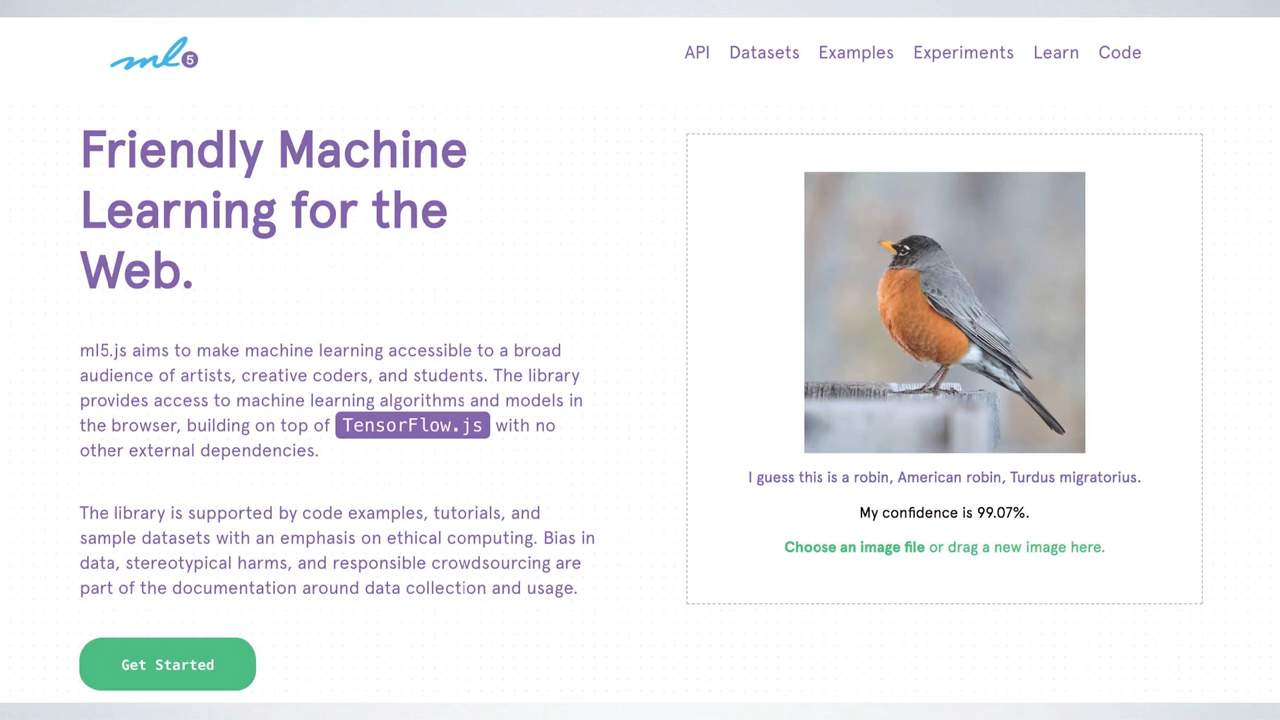 ml5
API Datasets Examples Experiments Learn Code
Friendly Machine
Learning for the
Web.
ml5.js aims to make machine learning accessible to a broad
audience of artists, creative coders, and students. The library
provides access to machine learning algorithms and models in
the browser, building on top of TensorFlow.js with no
other external dependencies.
The library is supported by code examples, tutorials, and
sample datasets with an emphasis on ethical computing. Bias in
data, stereotypical harms, and responsible crowdsourcing are
part of the documentation around data collection and usage.
Get Started
I guess this is a robin, American robin, Turdus migratorius.
My confidence is 99.07%.
Choose an image file or drag a new image here.